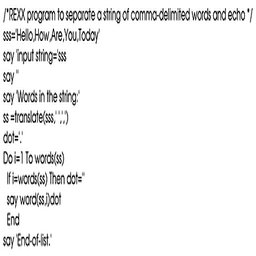 /*REXX program to separate a string of comma-delimited words and echo */
sss='Hello,How,Are,You,Today'
say 'input string='sss
say ''
say 'Words in the string:'
ss =translate(sss,' ',',')
dot='.'
Do i=1 To words(ss)
If i=words(ss) Then dot=''
say word(ss,i)dot
End
say 'End-of-list.'